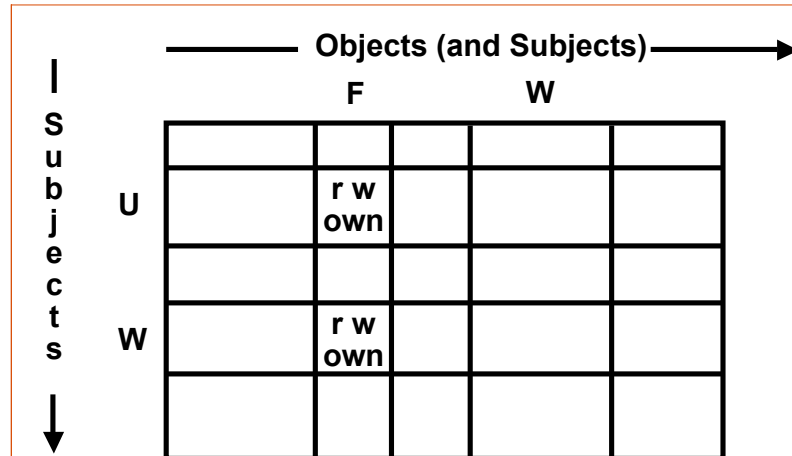 Objects (and Subjects)
F W
Subjects
U
r w
own
W
r w
own